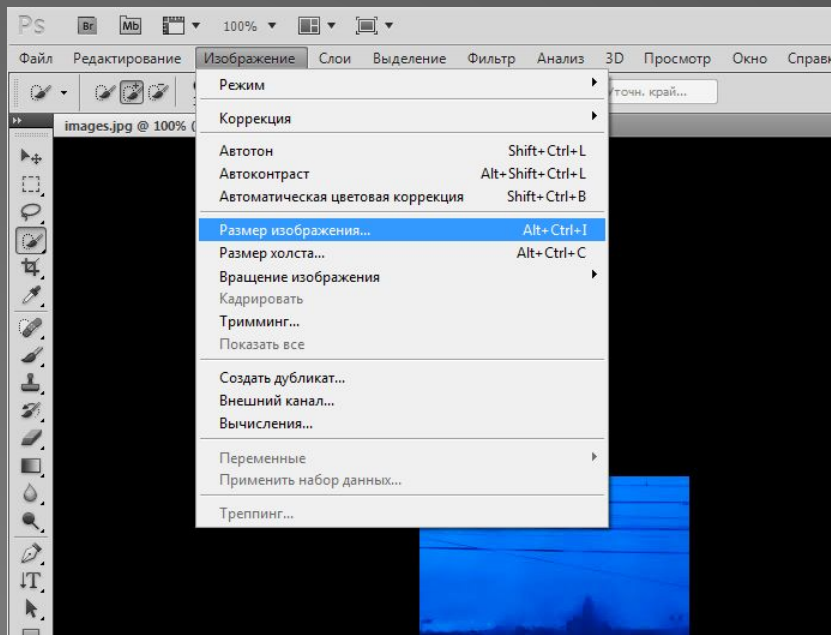 Ps Br Mb 100%
Файл Редактирование Изображение Слои Выделение Фильтр Анализ 3D Просмотр Окно
Режим
край...
images.jpg @ 100% (
Коррекция
Автотон Shift+Ctrl+L
Автоконтраст Alt+Shift+Ctrl+L
Автоматическая цветовая коррекция Shift+Ctrl+B
Размер изображения... Alt+Ctrl+I
Размер холста... Alt+Ctrl+C
Вращение изображения
Кадрировать
Тримминг...
Показать все
Создать дубликат...
Внешний канал...
Вычисления...
Переменные
Применить набор данных...
Треппинг...